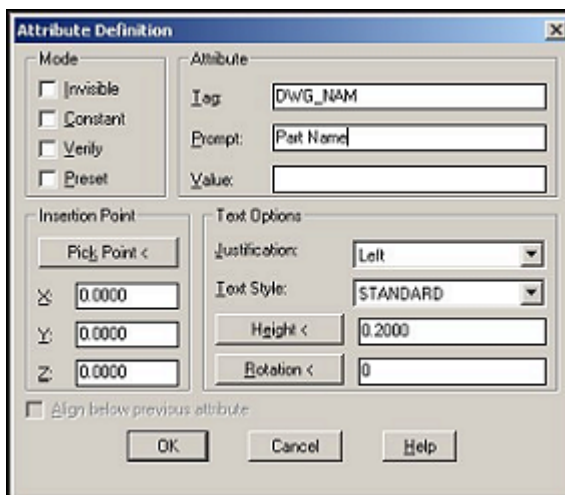 Attribute Definition
Mode
Invisible
Constant
Verify
Preset
Attribute
Tag: DWG_NAM
Prompt: Part Name
Value:
Insertion Point
Pick Point <
X: 0.0000
Y: 0.0000
Z: 0.0000
Text Options
Justification: Left
Text Style: STANDARD
Height < 0.2000
Rotation < 0
Align below previous attribute
OK Cancel Help